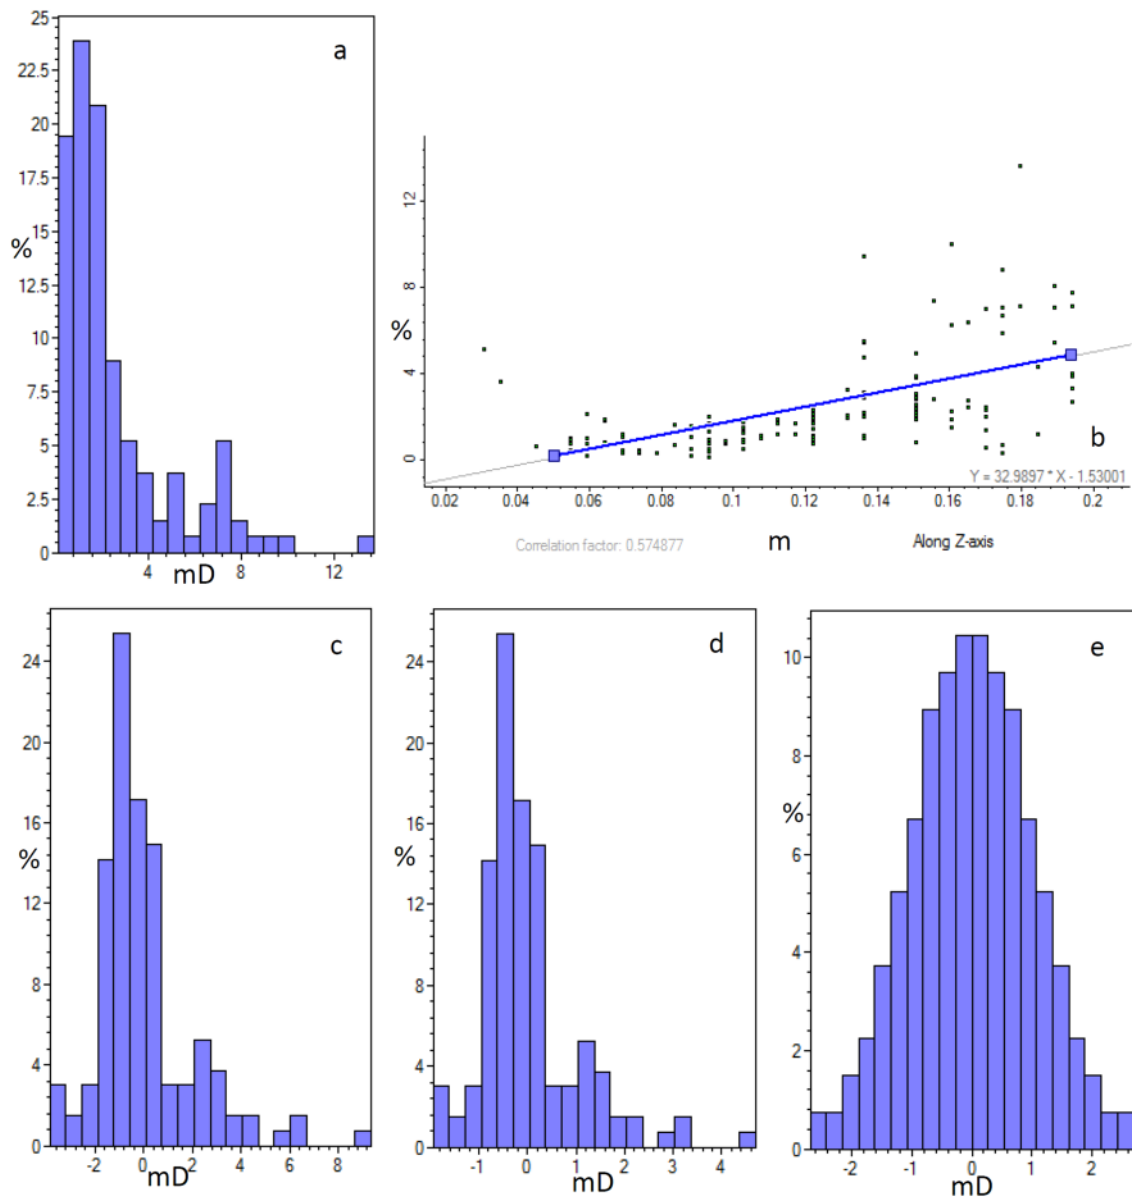 a
25
22.5
20
17.5
15
%
12.5
10
7.5
5
2.5
0
4 8 12
mD
b
12
8
%
4
0
Y = 32.9897 * X - 1.53001
0.02 0.04 0.06 0.08 0.1 0.12 0.14 0.16 0.18 0.2
Correlation factor: 0.574877 m Along Z-axis
c
24
20
16
%
12
8
4
0
-2 0 2 4 6 8
mD
d
24
20
16
%
12
8
4
0
-1 0 1 2 3 4
mD
e
10
8
%
6
4
2
0
-2 -1 0 1 2
mD